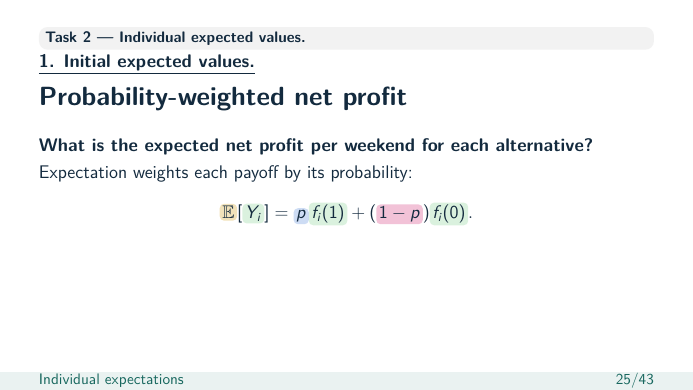 Task 2 — Individual expected values.
1. Initial expected values.
Probability-weighted net profit
What is the expected net profit per weekend for each alternative?
Expectation weights each payoff by its probability:
𝔼[Yᵢ] = p fᵢ(1) + (1 − p) fᵢ(0).
Individual expectations
25/43